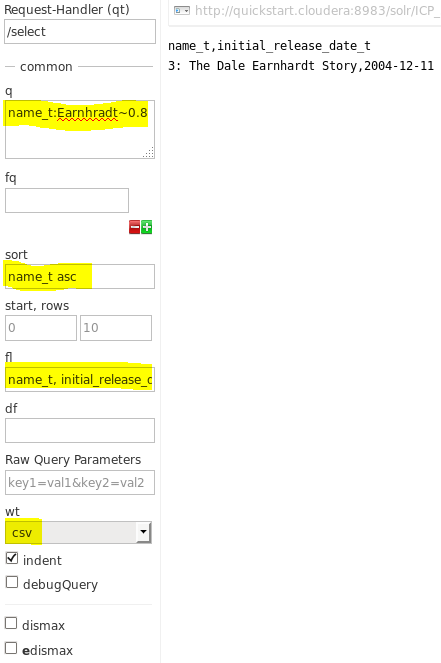 Request-Handler (qt)
/select
common
q
name_t:Earnhradt~0.8
fq
sort
name_t asc
start, rows
0 10
fl
name_t, initial_release_d
df
Raw Query Parameters
key1=val1&key2=val2
wt
csv
indent
debugQuery
dismax
edismax
http://quickstart.cloudera:8983/solr/ICP_
name_t,initial_release_date_t
3: The Dale Earnhardt Story,2004-12-11